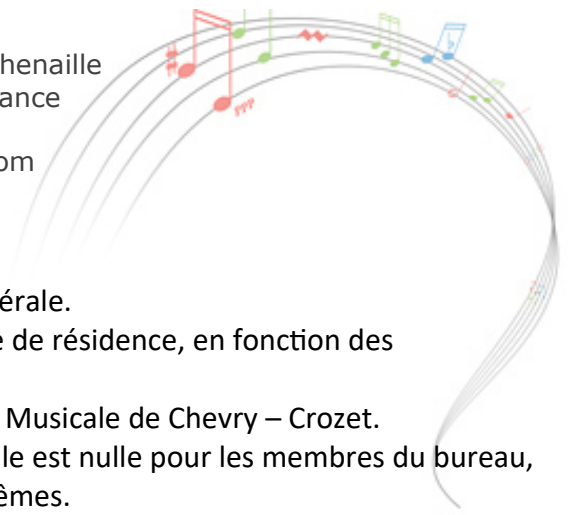 henaille
ance
om
érale.
e de résidence, en fonction des
Musicale de Chevry – Crozet.
le est nulle pour les membres du bureau,
êmes.